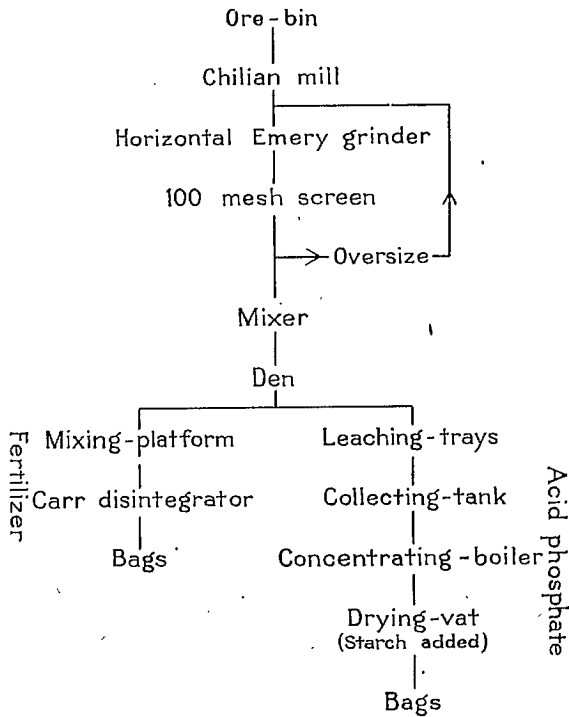 Ore-bin
Chilian mill
Horizontal Emery grinder
100 mesh screen
Oversize
Mixer
Den
Fertilizer
Mixing-platform
Carr disintegrator
Bags
Leaching-trays
Collecting-tank
Concentrating-boiler
Drying-vat
(Starch added)
Bags
Acid phosphate